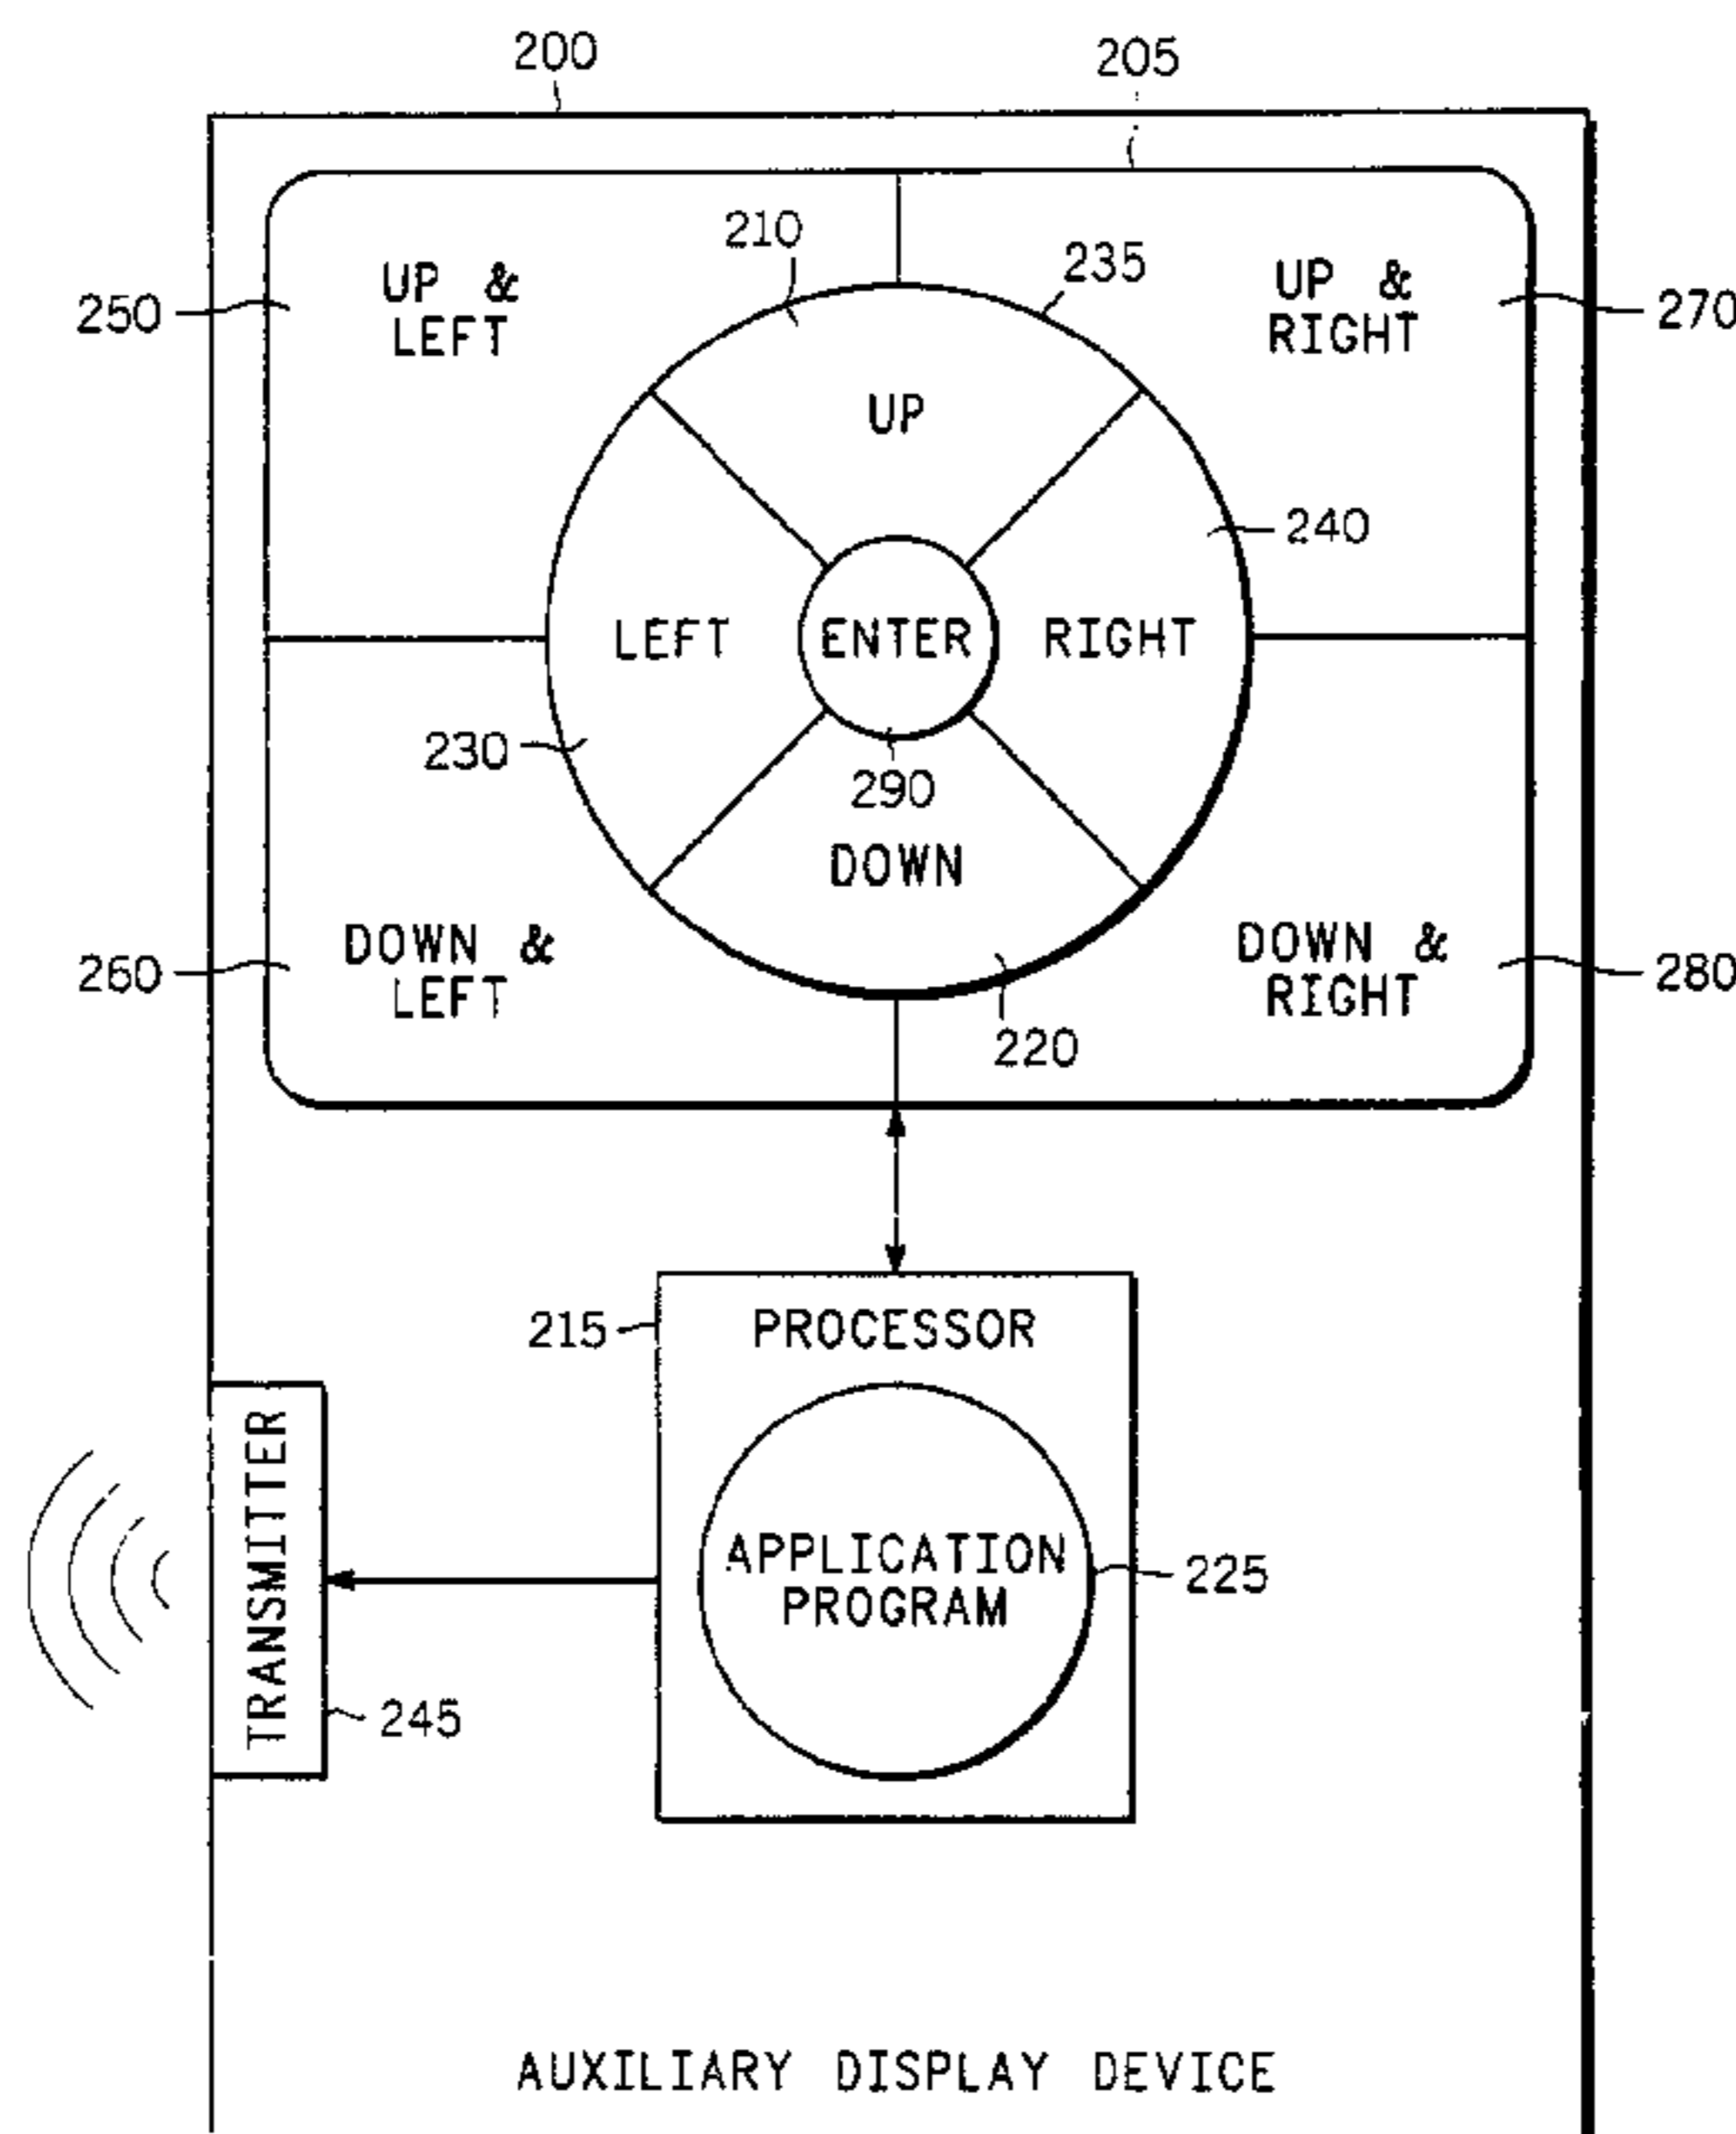 200
205
210
235
UP &
LEFT
UP &
RIGHT
250
270
UP
240
LEFT
ENTER
RIGHT
230
290
DOWN
DOWN &
LEFT
DOWN &
RIGHT
260
280
220
215
PROCESSOR
TRANSMITTER
APPLICATION
PROGRAM
225
245
AUXILIARY DISPLAY DEVICE